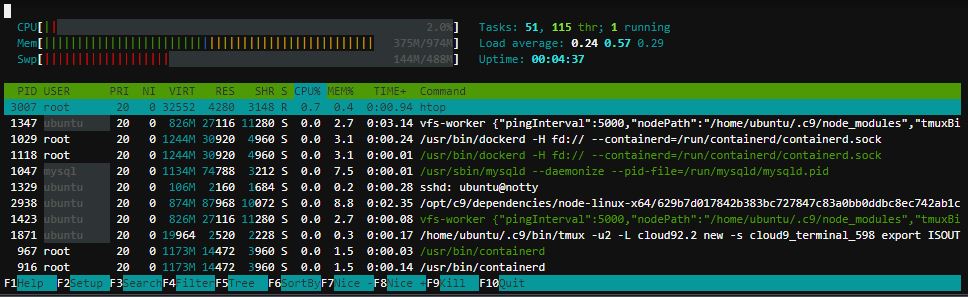 CPU[|| 2.0%] Tasks: 51, 115 thr; 1 running
Mem[|||||||||||||||||||||||||||||||||||||||||||||||||||| 375M/974M] Load average: 0.24 0.57 0.29
Swp[|||||||||||||||||||| 144M/488M] Uptime: 00:04:37
PID USER PRI NI VIRT RES SHR S CPU% MEM% TIME+ Command
3007 root 20 0 32552 4280 3148 R 0.7 0.4 0:00.94 htop
1347 ubuntu 20 0 826M 27116 11280 S 0.0 2.7 0:03.14 vfs-worker {"pingInterval":5000,"nodePath":"/home/ubuntu/.c9/node_modules","tmuxBi
1029 root 20 0 1244M 30920 4960 S 0.0 3.1 0:00.24 /usr/bin/dockerd -H fd:// --containerd=/run/containerd/containerd.sock
1118 root 20 0 1244M 30920 4960 S 0.0 3.1 0:00.01 /usr/bin/dockerd -H fd:// --containerd=/run/containerd/containerd.sock
1047 mysql 20 0 1134M 74788 3212 S 0.0 7.5 0:00.01 /usr/sbin/mysqld --daemonize --pid-file=/run/mysqld/mysqld.pid
1329 ubuntu 20 0 106M 2160 1684 S 0.0 0.2 0:00.28 sshd: ubuntu@notty
2938 ubuntu 20 0 874M 87968 10072 S 0.0 8.8 0:02.35 /opt/c9/dependencies/node-linux-x64/629b7d017842b383bc727847c83a0bb0ddbc8ec742ab1c
1423 ubuntu 20 0 826M 27116 11280 S 0.0 2.7 0:00.08 vfs-worker {"pingInterval":5000,"nodePath":"/home/ubuntu/.c9/node_modules","tmuxBi
1871 ubuntu 20 0 19964 2520 2228 S 0.0 0.3 0:00.17 /home/ubuntu/.c9/bin/tmux -u2 -L cloud92.2 new -s cloud9_terminal_598 export ISOUT
967 root 20 0 1173M 14472 3960 S 0.0 1.5 0:00.03 /usr/bin/containerd
916 root 20 0 1173M 14472 3960 S 0.0 1.5 0:00.14 /usr/bin/containerd
F1Help F2Setup F3SearchF4FilterF5Tree F6SortByF7Nice -F8Nice +F9Kill F10Quit